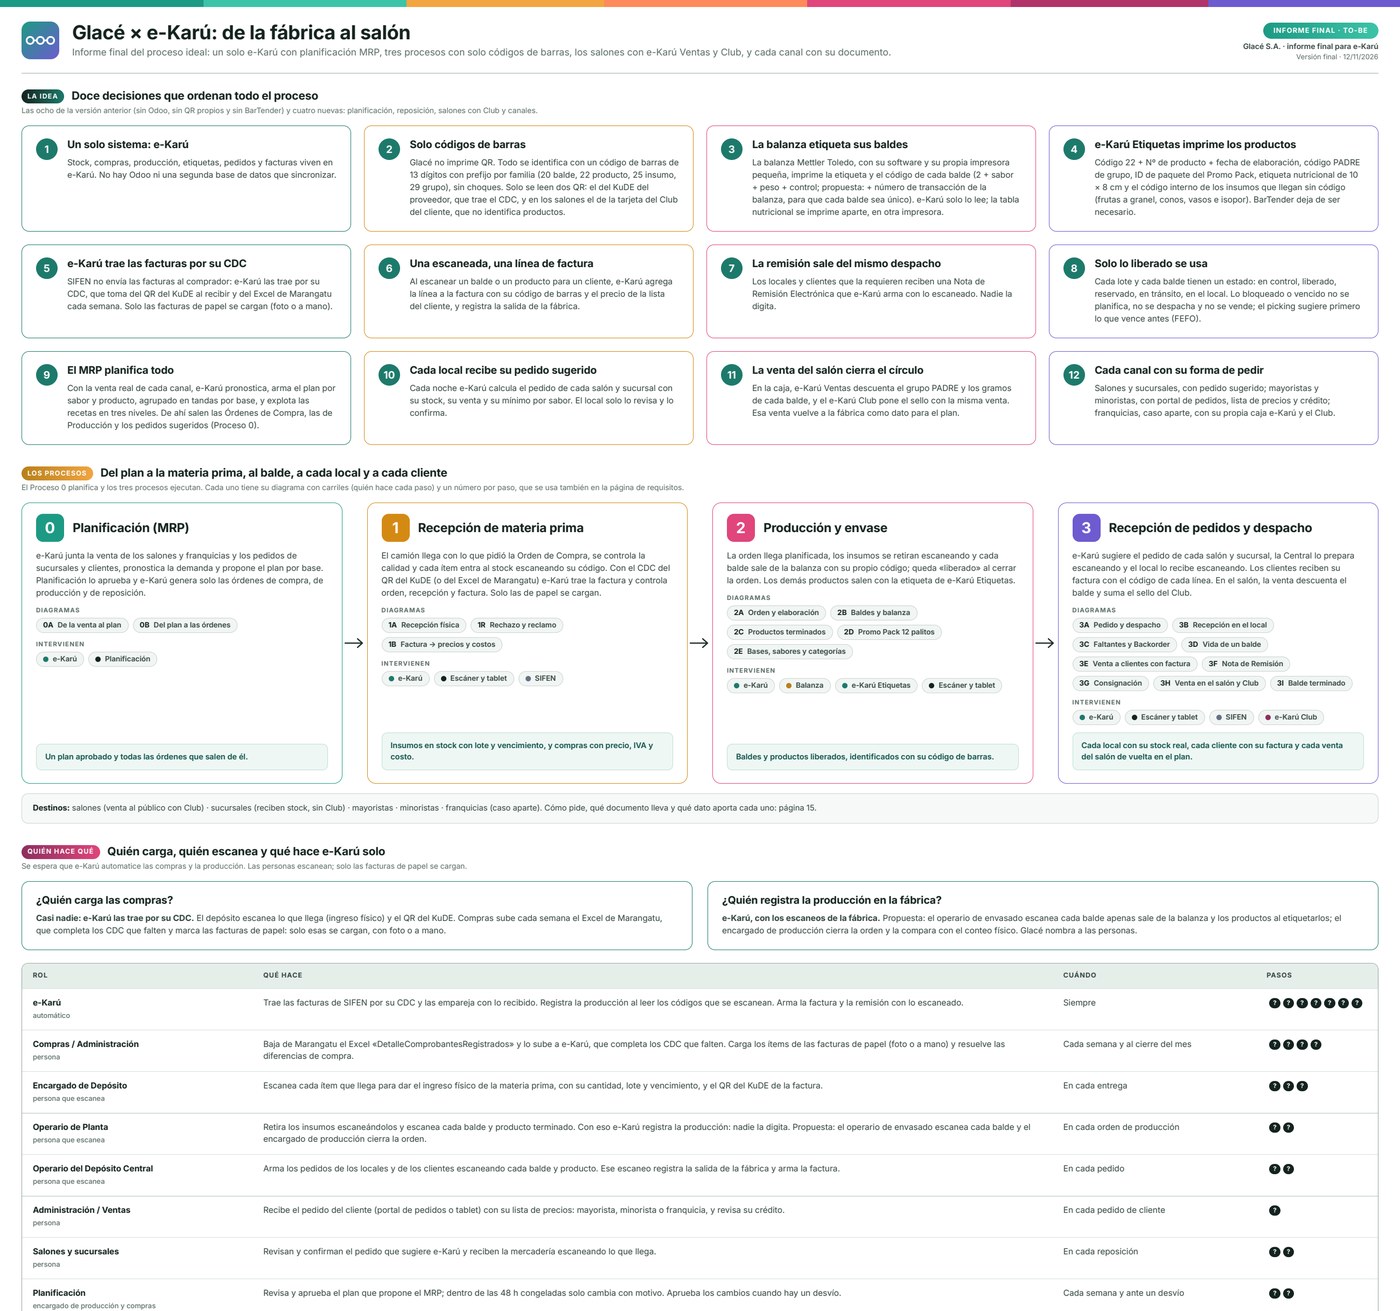 Glacé × e-Karú: de la fábrica al salón
Informe final del proceso ideal: un solo e-Karú con planificación MRP, tres procesos con solo códigos de barras, los salones con e-Karú Ventas y Club, y cada canal con su documento.
INFORME FINAL · TO-BE
Glacé S.A. · informe final para e-Karú
Versión final · 12/11/2026
LA IDEA
Doce decisiones que ordenan todo el proceso
Las ocho de la versión anterior (sin Odoo, sin QR propios y sin BarTender) y cuatro nuevas: planificación, reposición, salones con Club y canales.
1
Un solo sistema: e-Karú
Stock, compras, producción, etiquetas, pedidos y facturas viven en
e-Karú. No hay Odoo ni una segunda base de datos que sincronizar.
2
Solo códigos de barras
Glacé no imprime QR. Todo se identifica con un código de barras de
13 dígitos con prefijo por familia (20 balde, 22 producto, 25 insumo,
29 grupo), sin choques. Solo se leen dos QR: el del KuDE del
proveedor, que trae el CDC, y en los salones el de la tarjeta del Club
del cliente, que no identifica productos.
3
La balanza etiqueta sus baldes
La balanza Mettler Toledo, con su software y su propia impresora
pequeña, imprime la etiqueta y el código de cada balde (2 + sabor
+ peso + control; propuesta: + número de transacción de la
balanza, para que cada balde sea único). e-Karú solo lo lee; la tabla
nutricional se imprime aparte, en otra impresora.
4
e-Karú Etiquetas imprime los productos
Código 22 + Nº de producto + fecha de elaboración, código PADRE
de grupo, ID de paquete del Promo Pack, etiqueta nutricional de 10
× 8 cm y el código interno de los insumos que llegan sin código
(frutas a granel, conos, vasos e isopor). BarTender deja de ser
necesario.
5
e-Karú trae las facturas por su CDC
SIFEN no envía las facturas al comprador: e-Karú las trae por su
CDC, que toma del QR del KuDE al recibir y del Excel de Marangatu
cada semana. Solo las facturas de papel se cargan (foto o a mano).
6
Una escaneada, una línea de factura
Al escanear un balde o un producto para un cliente, e-Karú agrega
la línea a la factura con su código de barras y el precio de la lista
del cliente, y registra la salida de la fábrica.
7
La remisión sale del mismo despacho
Los locales y clientes que la requieren reciben una Nota de
Remisión Electrónica que e-Karú arma con lo escaneado. Nadie la
digita.
8
Solo lo liberado se usa
Cada lote y cada balde tienen un estado: en control, liberado,
reservado, en tránsito, en el local. Lo bloqueado o vencido no se
planifica, no se despacha y no se vende; el picking sugiere primero
lo que vence antes (FEFO).
9
El MRP planifica todo
Con la venta real de cada canal, e-Karú pronostica, arma el plan por
sabor y producto, agrupado en tandas por base, y explota las
recetas en tres niveles. De ahí salen las Órdenes de Compra, las de
Producción y los pedidos sugeridos (Proceso 0).
10
Cada local recibe su pedido sugerido
Cada noche e-Karú calcula el pedido de cada salón y sucursal con
su stock, su venta y su mínimo por sabor. El local solo lo revisa y lo
confirma.
11
La venta del salón cierra el círculo
En la caja, e-Karú Ventas descuenta el grupo PADRE y los gramos
de cada balde, y el e-Karú Club pone el sello con la misma venta.
Esa venta vuelve a la fábrica como dato para el plan.
12
Cada canal con su forma de pedir
Salones y sucursales, con pedido sugerido; mayoristas y
minoristas, con portal de pedidos, lista de precios y crédito;
franquicias, caso aparte, con su propia caja e-Karú y el Club.
LOS PROCESOS
Del plan a la materia prima, al balde, a cada local y a cada cliente
El Proceso 0 planifica y los tres procesos ejecutan. Cada uno tiene su diagrama con carriles (quién hace cada paso) y un número por paso, que se usa también en la página de requisitos.
0
Planificación (MRP)
e-Karú junta la venta de los salones y franquicias y los pedidos de
sucursales y clientes, pronostica la demanda y propone el plan por base.
Planificación lo aprueba y e-Karú genera solo las órdenes de compra, de
producción y de reposición.
DIAGRAMAS
0A De la venta al plan
0B Del plan a las órdenes
INTERVIENEN
e-Karú
Planificación
Un plan aprobado y todas las órdenes que salen de él.
1
Recepción de materia prima
El camión llega con lo que pidió la Orden de Compra, se controla la
calidad y cada ítem entra al stock escaneando su código. Con el CDC del
QR del KuDE (o del Excel de Marangatu) e-Karú trae la factura y controla
orden, recepción y factura. Solo las de papel se cargan.
DIAGRAMAS
1A Recepción física
1R Rechazo y reclamo
1B Factura → precios y costos
INTERVIENEN
e-Karú
Escáner y tablet
SIFEN
Insumos en stock con lote y vencimiento, y compras con precio, IVA y
costo.
2
Producción y envase
La orden llega planificada, los insumos se retiran escaneando y cada
balde sale de la balanza con su propio código; queda «liberado» al cerrar
la orden. Los demás productos salen con la etiqueta de e-Karú Etiquetas.
DIAGRAMAS
2A Orden y elaboración
2B Baldes y balanza
2C Productos terminados
2D Promo Pack 12 palitos
2E Bases, sabores y categorías
INTERVIENEN
e-Karú
Balanza
e-Karú Etiquetas
Escáner y tablet
Baldes y productos liberados, identificados con su código de barras.
3
Recepción de pedidos y despacho
e-Karú sugiere el pedido de cada salón y sucursal, la Central lo prepara
escaneando y el local lo recibe escaneando. Los clientes reciben su
factura con el código de cada línea. En el salón, la venta descuenta el
balde y suma el sello del Club.
DIAGRAMAS
3A Pedido y despacho
3B Recepción en el local
3C Faltantes y Backorder
3D Vida de un balde
3E Venta a clientes con factura
3F Nota de Remisión
3G Consignación
3H Venta en el salón y Club
3I Balde terminado
INTERVIENEN
e-Karú
Escáner y tablet
SIFEN
e-Karú Club
Cada local con su stock real, cada cliente con su factura y cada venta
del salón de vuelta en el plan.
Destinos: salones (venta al público con Club) · sucursales (reciben stock, sin Club) · mayoristas · minoristas · franquicias (caso aparte). Cómo pide, qué documento lleva y qué dato aporta cada uno: página 15.
QUIÉN HACE QUÉ
Quién carga, quién escanea y qué hace e-Karú solo
Se espera que e-Karú automatice las compras y la producción. Las personas escanean; solo las facturas de papel se cargan.
¿Quién carga las compras?
Casi nadie: e-Karú las trae por su CDC. El depósito escanea lo que llega (ingreso físico) y el QR del KuDE. Compras sube cada semana el Excel de Marangatu,
que completa los CDC que falten y marca las facturas de papel: solo esas se cargan, con foto o a mano.
¿Quién registra la producción en la fábrica?
e-Karú, con los escaneos de la fábrica. Propuesta: el operario de envasado escanea cada balde apenas sale de la balanza y los productos al etiquetarlos; el
encargado de producción cierra la orden y la compara con el conteo físico. Glacé nombra a las personas.
ROL
QUÉ HACE
CUÁNDO
PASOS
e-Karú
automático
Trae las facturas de SIFEN por su CDC y las empareja con lo recibido. Registra la producción al leer los códigos que se escanean. Arma la factura y la remisión con lo escaneado.
Siempre
? ? ? ? ? ? ?
Compras / Administración
persona
Baja de Marangatu el Excel «DetalleComprobantesRegistrados» y lo sube a e-Karú, que completa los CDC que falten. Carga los ítems de las facturas de papel (foto o a mano) y resuelve las
diferencias de compra.
Cada semana y al cierre del mes
? ? ? ?
Encargado de Depósito
persona que escanea
Escanea cada ítem que llega para dar el ingreso físico de la materia prima, con su cantidad, lote y vencimiento, y el QR del KuDE de la factura.
En cada entrega
? ? ?
Operario de Planta
persona que escanea
Retira los insumos escaneándolos y escanea cada balde y producto terminado. Con eso e-Karú registra la producción: nadie la digita. Propuesta: el operario de envasado escanea cada balde y el
encargado de producción cierra la orden.
En cada orden de producción
? ?
Operario del Depósito Central
persona que escanea
Arma los pedidos de los locales y de los clientes escaneando cada balde y producto. Ese escaneo registra la salida de la fábrica y arma la factura.
En cada pedido
? ?
Administración / Ventas
persona
Recibe el pedido del cliente (portal de pedidos o tablet) con su lista de precios: mayorista, minorista o franquicia, y revisa su crédito.
En cada pedido de cliente
?
Salones y sucursales
persona
Revisan y confirman el pedido que sugiere e-Karú y reciben la mercadería escaneando lo que llega.
En cada reposición
? ?
Planificación
encargado de producción y compras
Revisa y aprueba el plan que propone el MRP; dentro de las 48 h congeladas solo cambia con motivo. Aprueba los cambios cuando hay un desvío.
Cada semana y ante un desvío
? ?